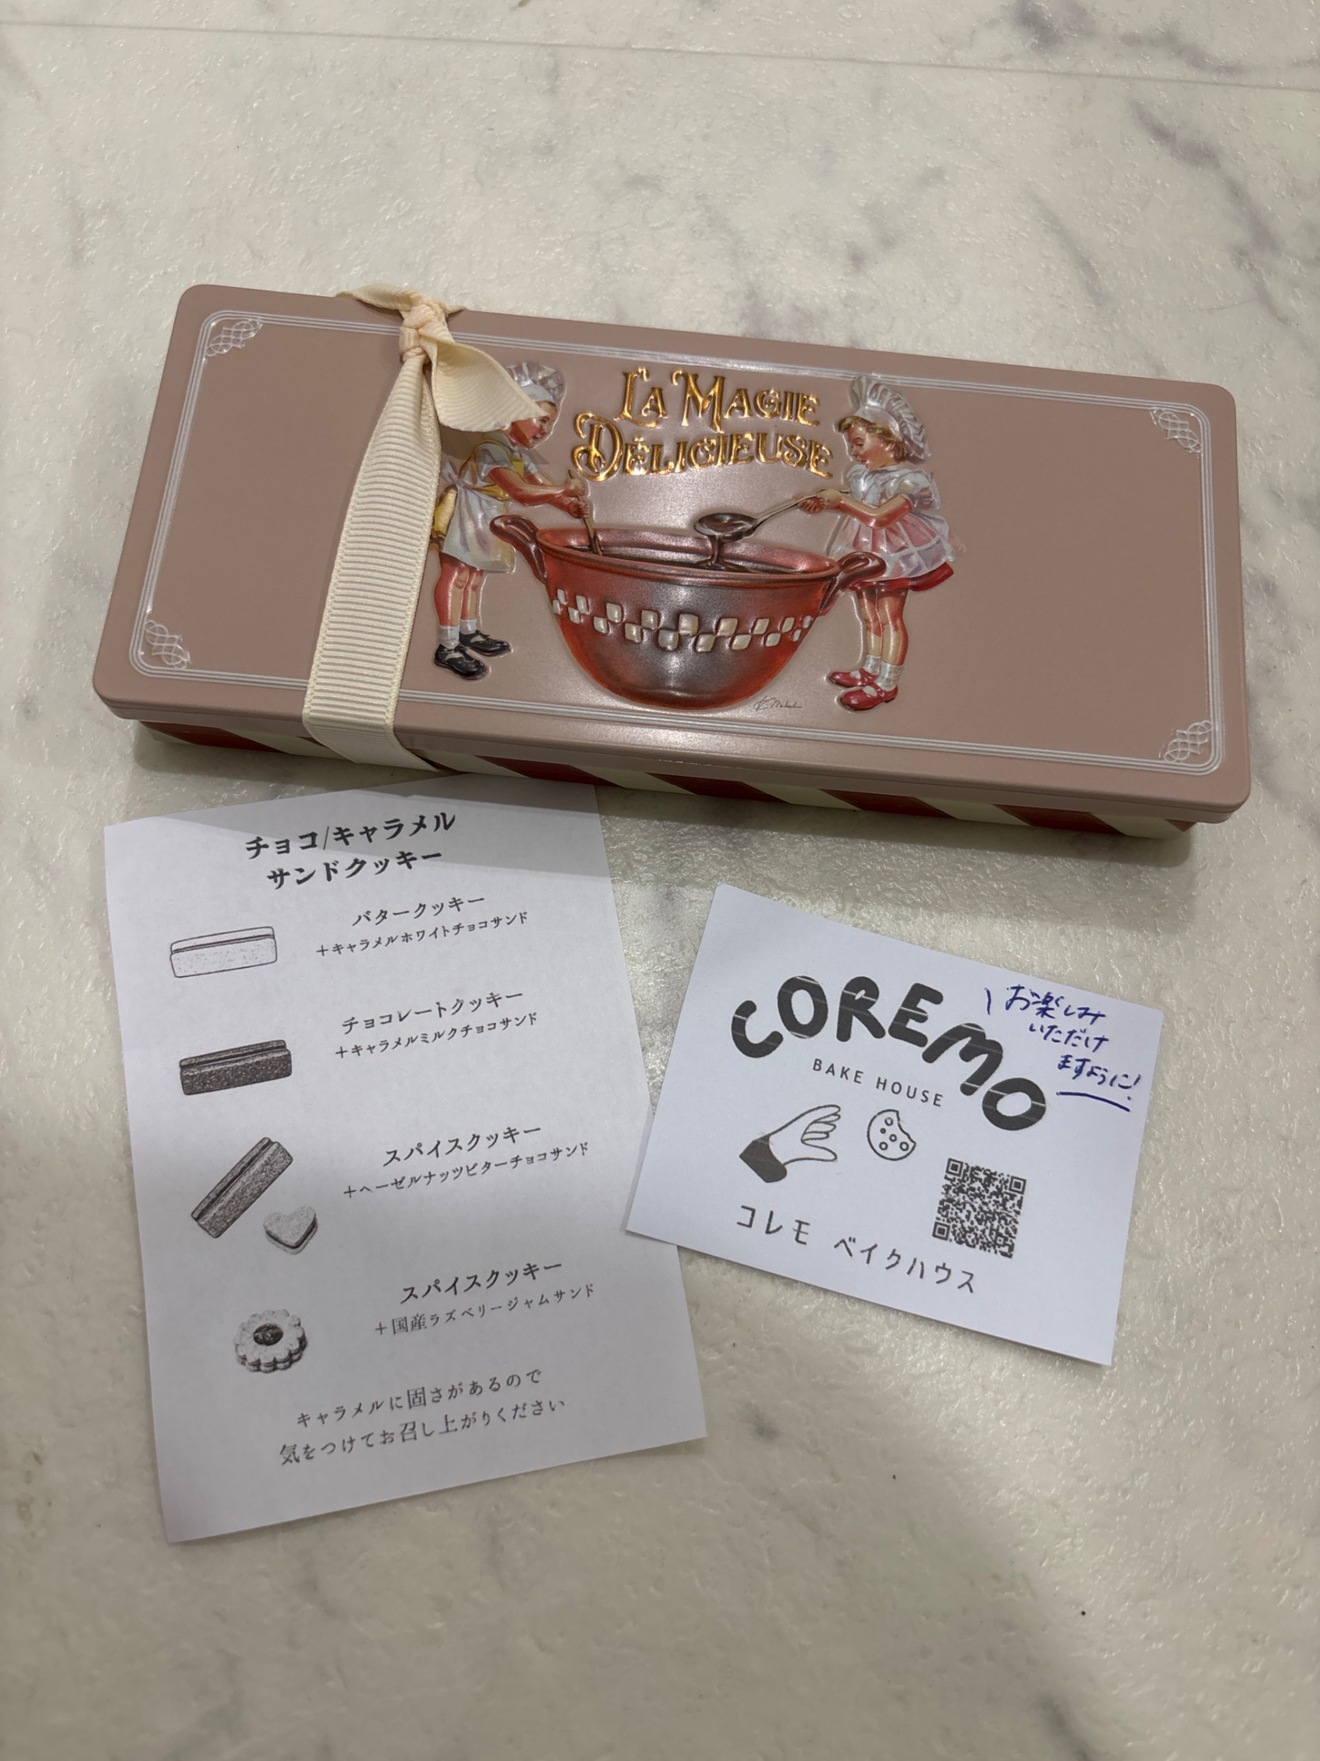 LA MAGIE
DÉLICIEUSE
チョコ/キャラメル
サンドクッキー
バタークッキー
+キャラメルホワイトチョコサンド
チョコレートクッキー
+キャラメルミルクチョコサンド
スパイスクッキー
+ヘーゼルナッツビターチョコサンド
スパイスクッキー
+国産ラズベリージャムサンド
キャラメルに固さがあるので
気をつけてお召し上がりください
COREMO
BAKE HOUSE
お楽しみ
いただけ
ますように!
コレモ ベイクハウス